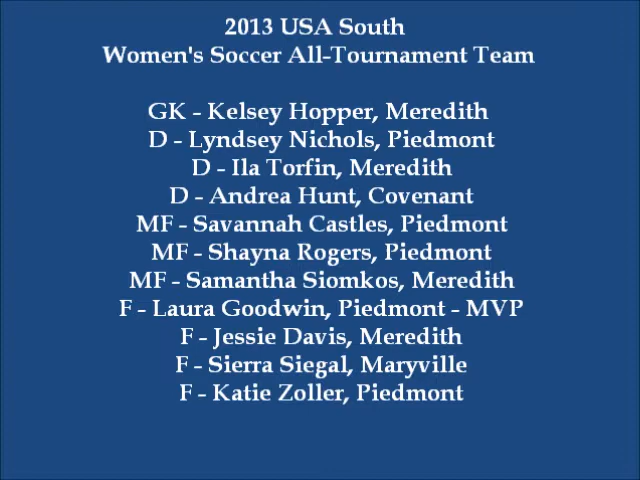 2013 USA South
Women's Soccer All-Tournament Team
GK - Kelsey Hopper, Meredith
D - Lyndsey Nichols, Piedmont
D - Ila Torfin, Meredith
D - Andrea Hunt, Covenant
MF - Savannah Castles, Piedmont
MF - Shayna Rogers, Piedmont
MF - Samantha Siomkos, Meredith
F - Laura Goodwin, Piedmont - MVP
F - Jessie Davis, Meredith
F - Sierra Siegal, Maryville
F - Katie Zoller, Piedmont